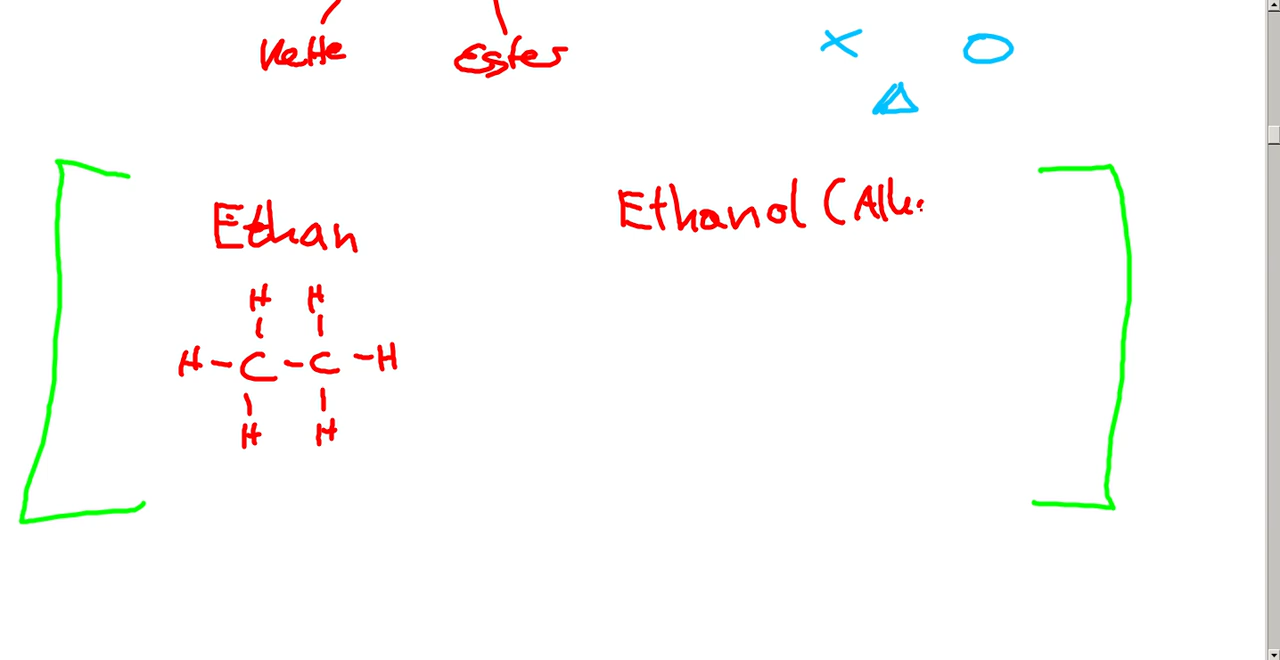 Kette Ester
Ethan Ethanol (Alk
H H
H-C-C-H
H H